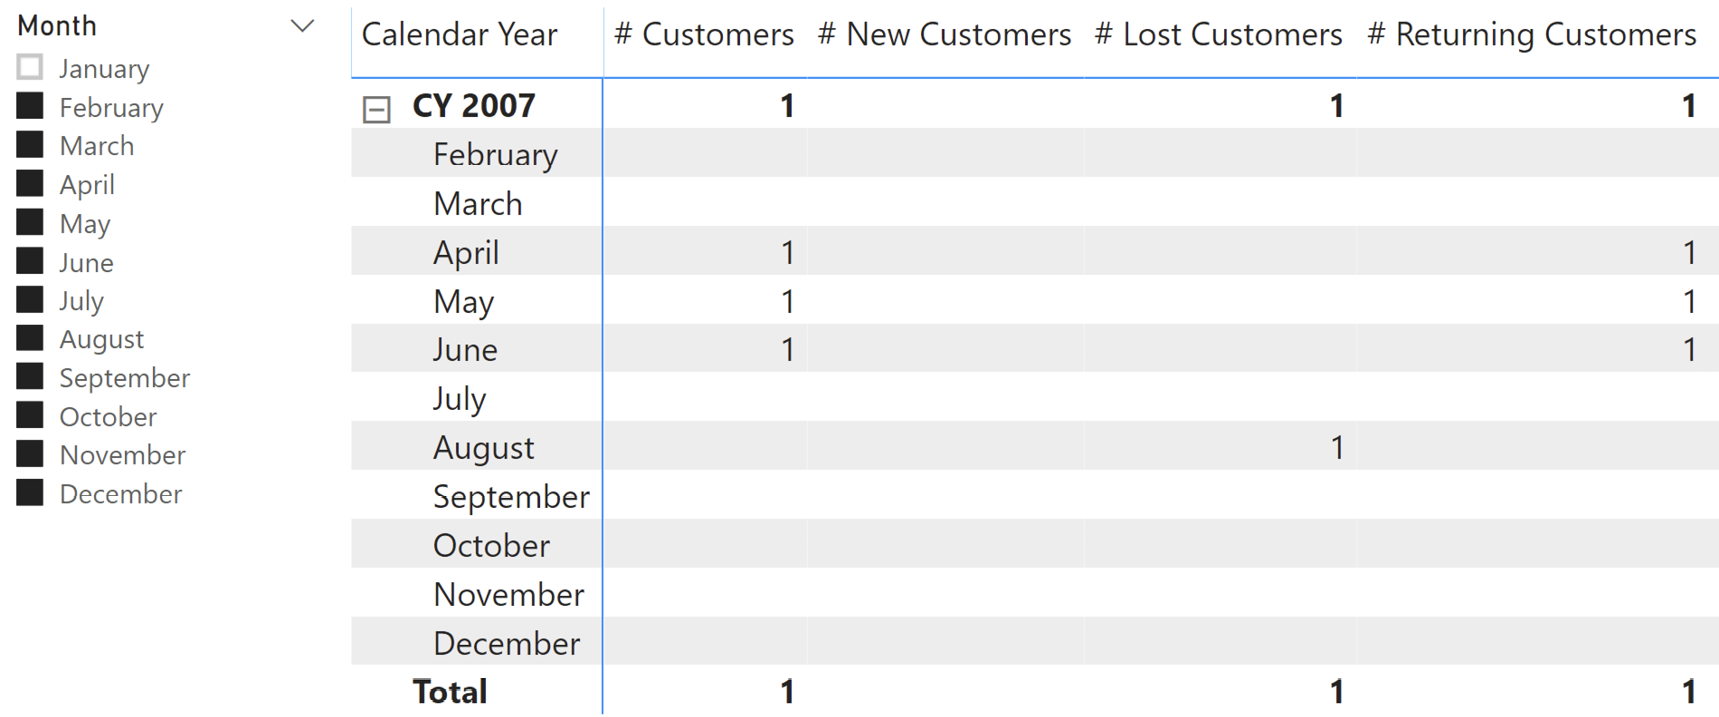 Month
January
February
March
April
May
June
July
August
September
October
November
December
Calendar Year # Customers # New Customers # Lost Customers # Returning Customers
CY 2007 1 1 1
February
March
April 1 1
May 1 1
June 1 1
July
August 1
September
October
November
December
Total 1 1 1